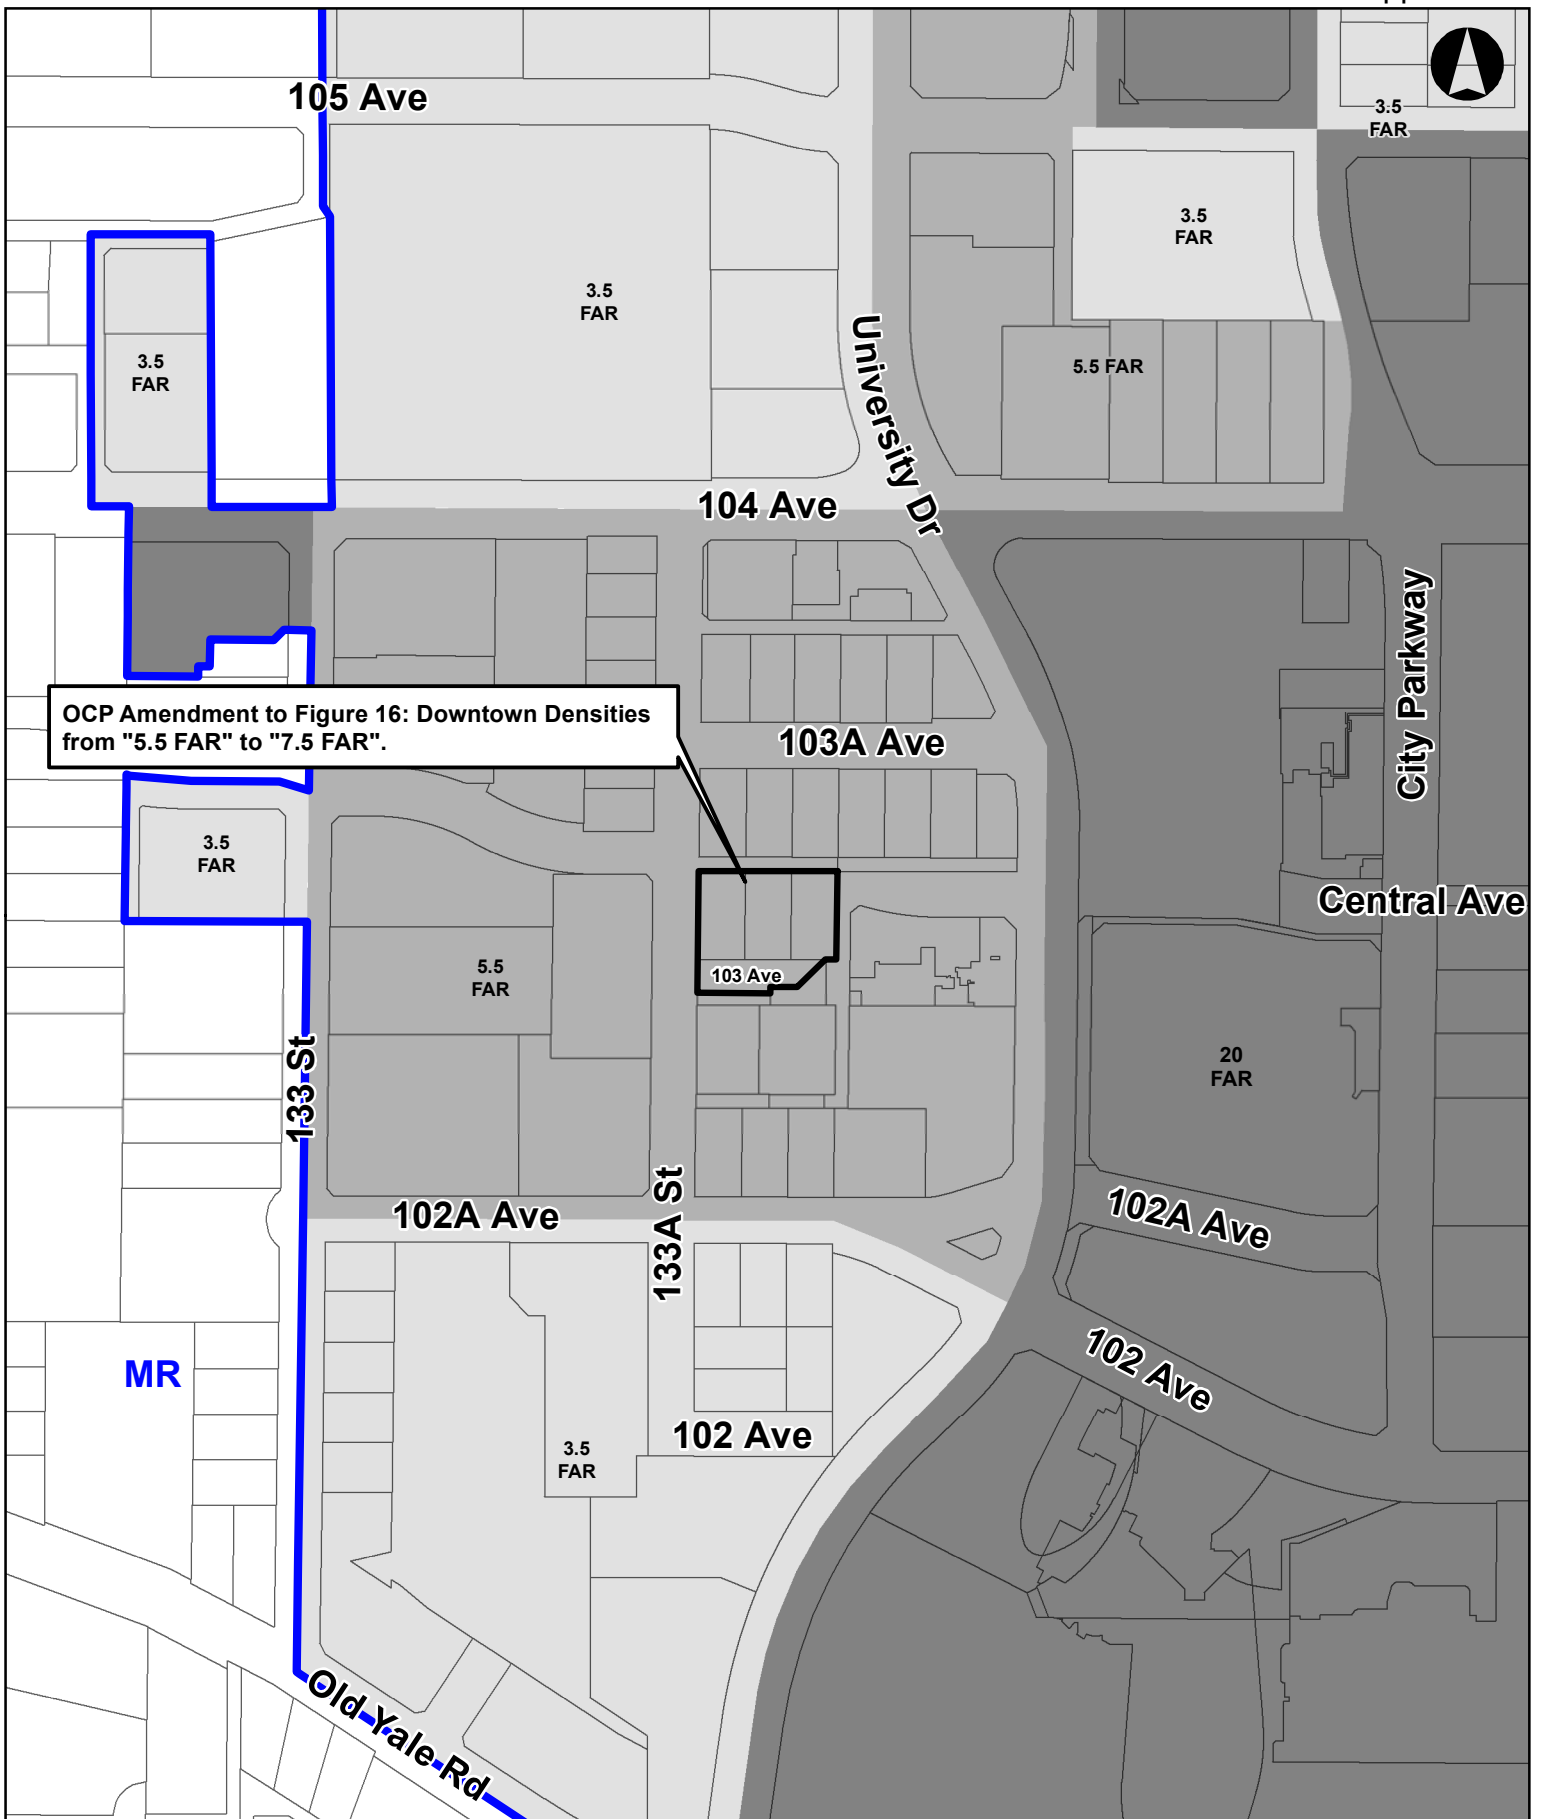 105 Ave
3.5
FAR
3.5
FAR
3.5
FAR
3.5
FAR
5.5 FAR
University Dr
104 Ave
City Parkway
OCP Amendment to Figure 16: Downtown Densities
from "5.5 FAR" to "7.5 FAR".
103A Ave
3.5
FAR
Central Ave
5.5
FAR
103 Ave
133 St
20
FAR
102A Ave
133A St
102A Ave
MR
102 Ave
102 Ave
3.5
FAR
Old Yale Rd